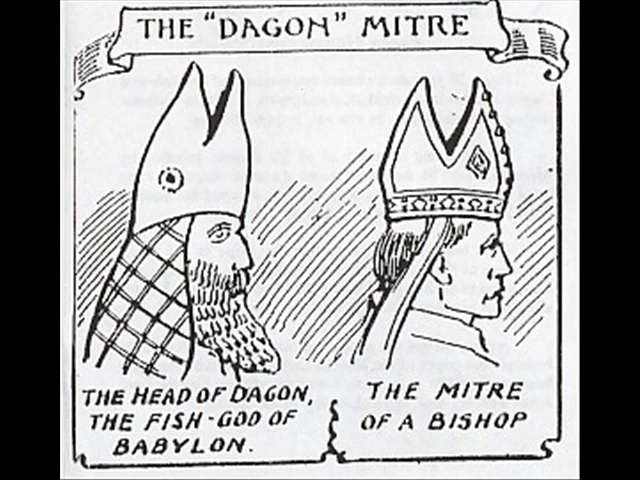 THE "DAGON" MITRE
THE HEAD OF DAGON,
THE FISH-GOD OF
BABYLON.
THE MITRE
OF A BISHOP